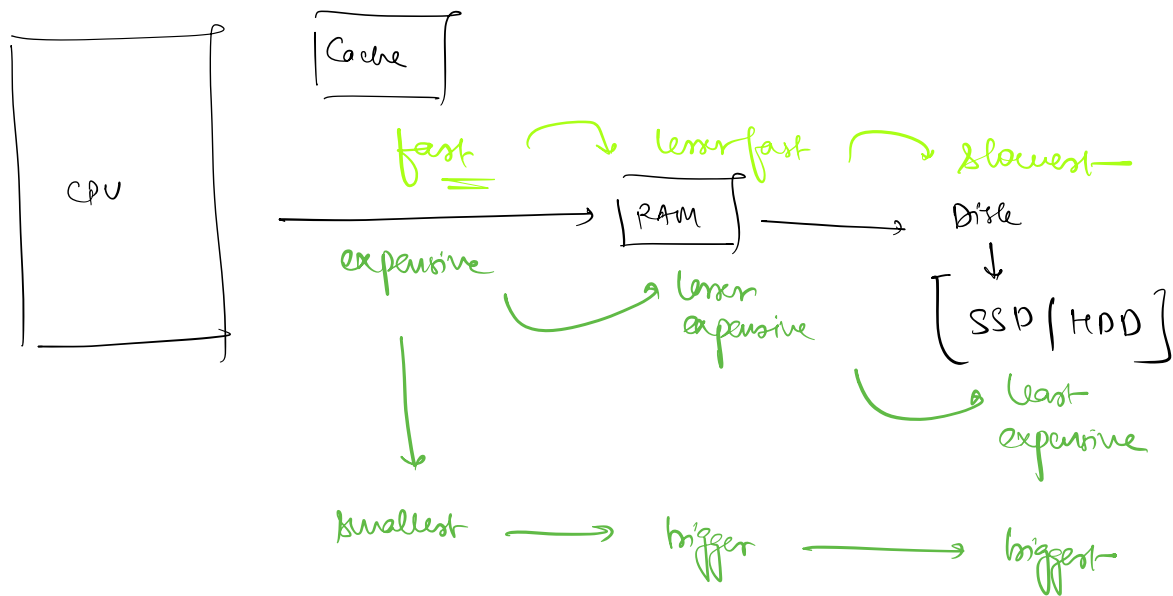 Cache
fast lesser fast slowest
CPU
RAM
Disk
expensive
lesser
expensive
[SSD/HDD]
least
expensive
smallest bigger biggest